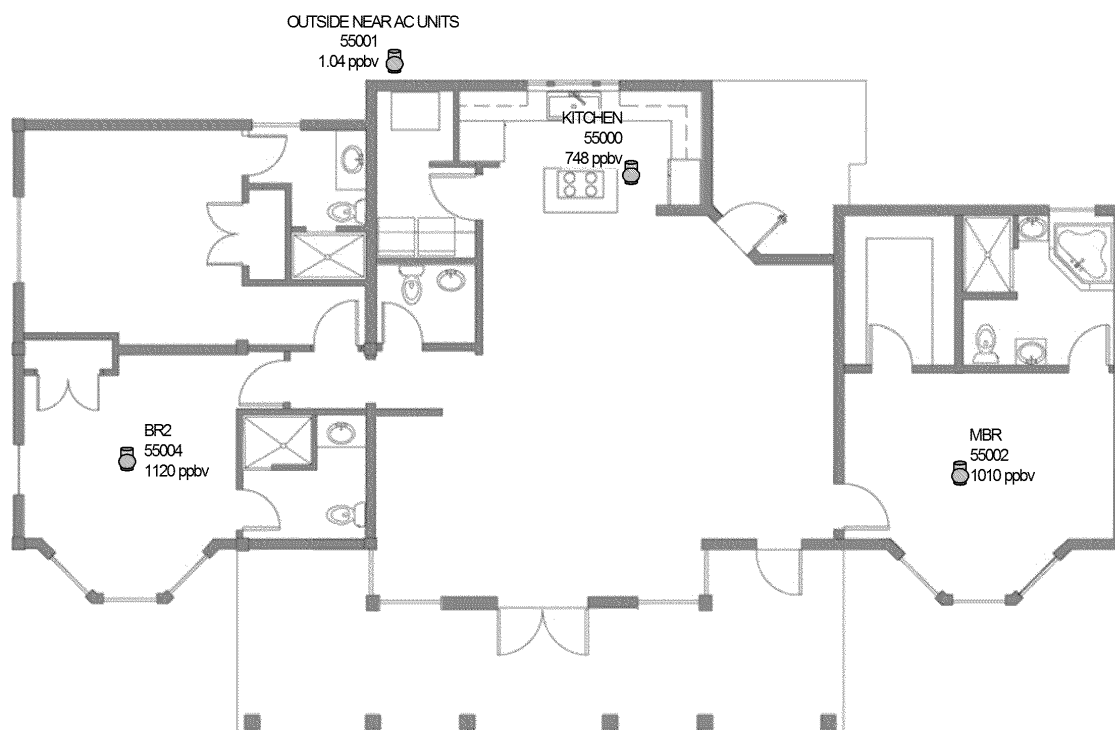 OUTSIDE NEAR AC UNITS
55001
1.04 ppbv
KITCHEN
55000
748 ppbv
BR2
55004
1120 ppbv
MBR
55002
1010 ppbv